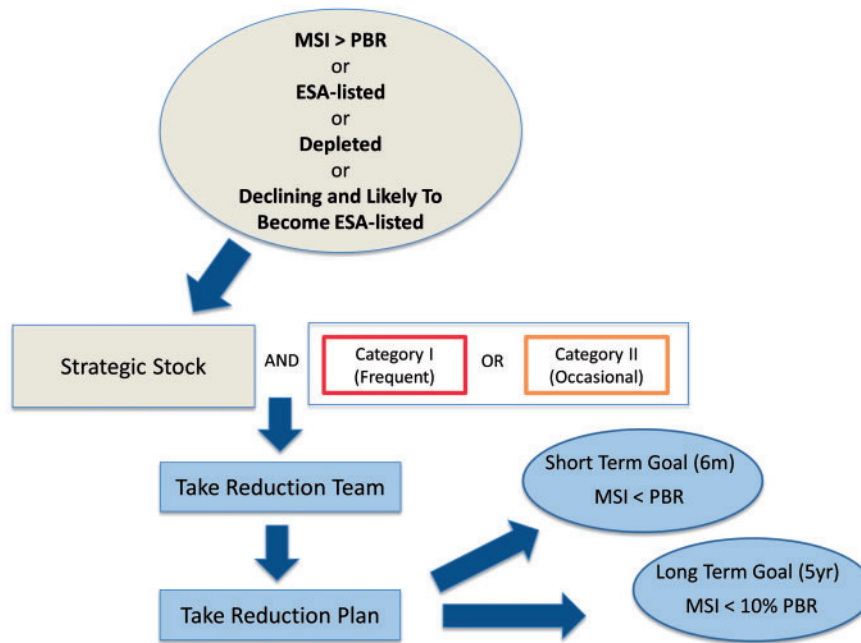 MSI > PBR
or
ESA-listed
or
Depleted
or
Declining and Likely To
Become ESA-listed
Strategic Stock
AND
Category I
(Frequent)
OR
Category II
(Occasional)
Take Reduction Team
Short Term Goal (6m)
MSI < PBR
Take Reduction Plan
Long Term Goal (5yr)
MSI < 10% PBR